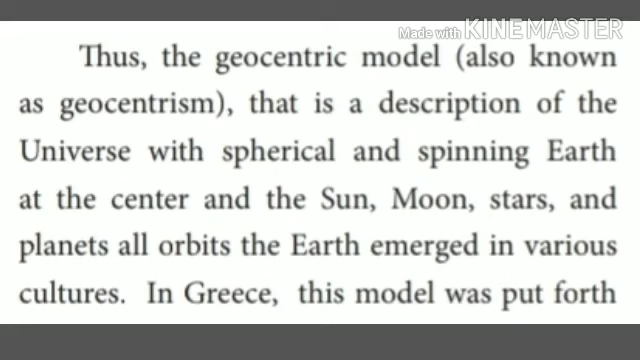 Made with KINEMASTER
Thus, the geocentric model (also known
as geocentrism), that is a description of the
Universe with spherical and spinning Earth
at the center and the Sun, Moon, stars, and
planets all orbits the Earth emerged in various
cultures. In Greece, this model was put forth